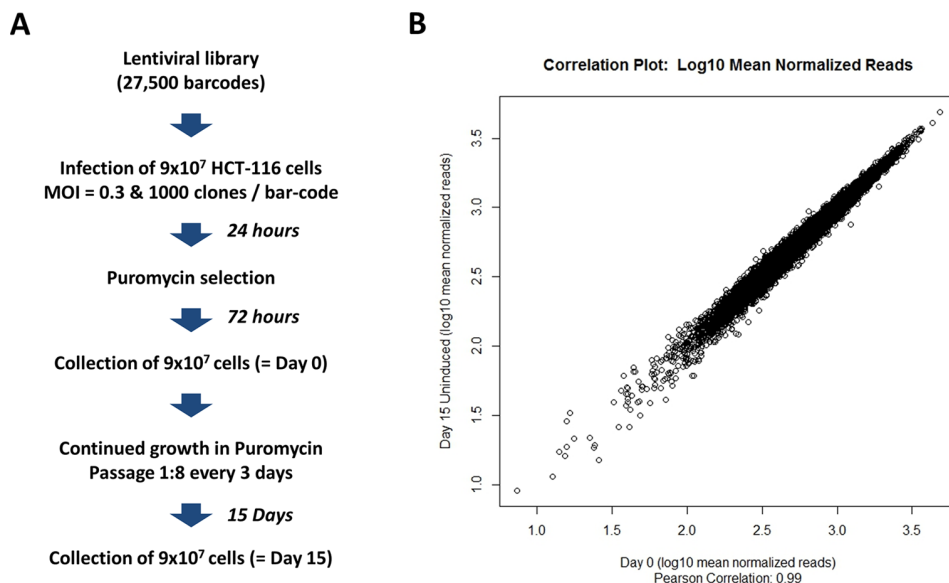 A
Lentiviral library
(27,500 barcodes)
Infection of 9x10⁷ HCT-116 cells
MOI = 0.3 & 1000 clones / bar-code
24 hours
Puromycin selection
72 hours
Collection of 9x10⁷ cells (= Day 0)
Continued growth in Puromycin
Passage 1:8 every 3 days
15 Days
Collection of 9x10⁷ cells (= Day 15)
B
Correlation Plot: Log10 Mean Normalized Reads
Day 15 Uninduced (log10 mean normalized reads)
3.5
3.0
2.5
2.0
1.5
1.0
1.0 1.5 2.0 2.5 3.0 3.5
Day 0 (log10 mean normalized reads)
Pearson Correlation: 0.99